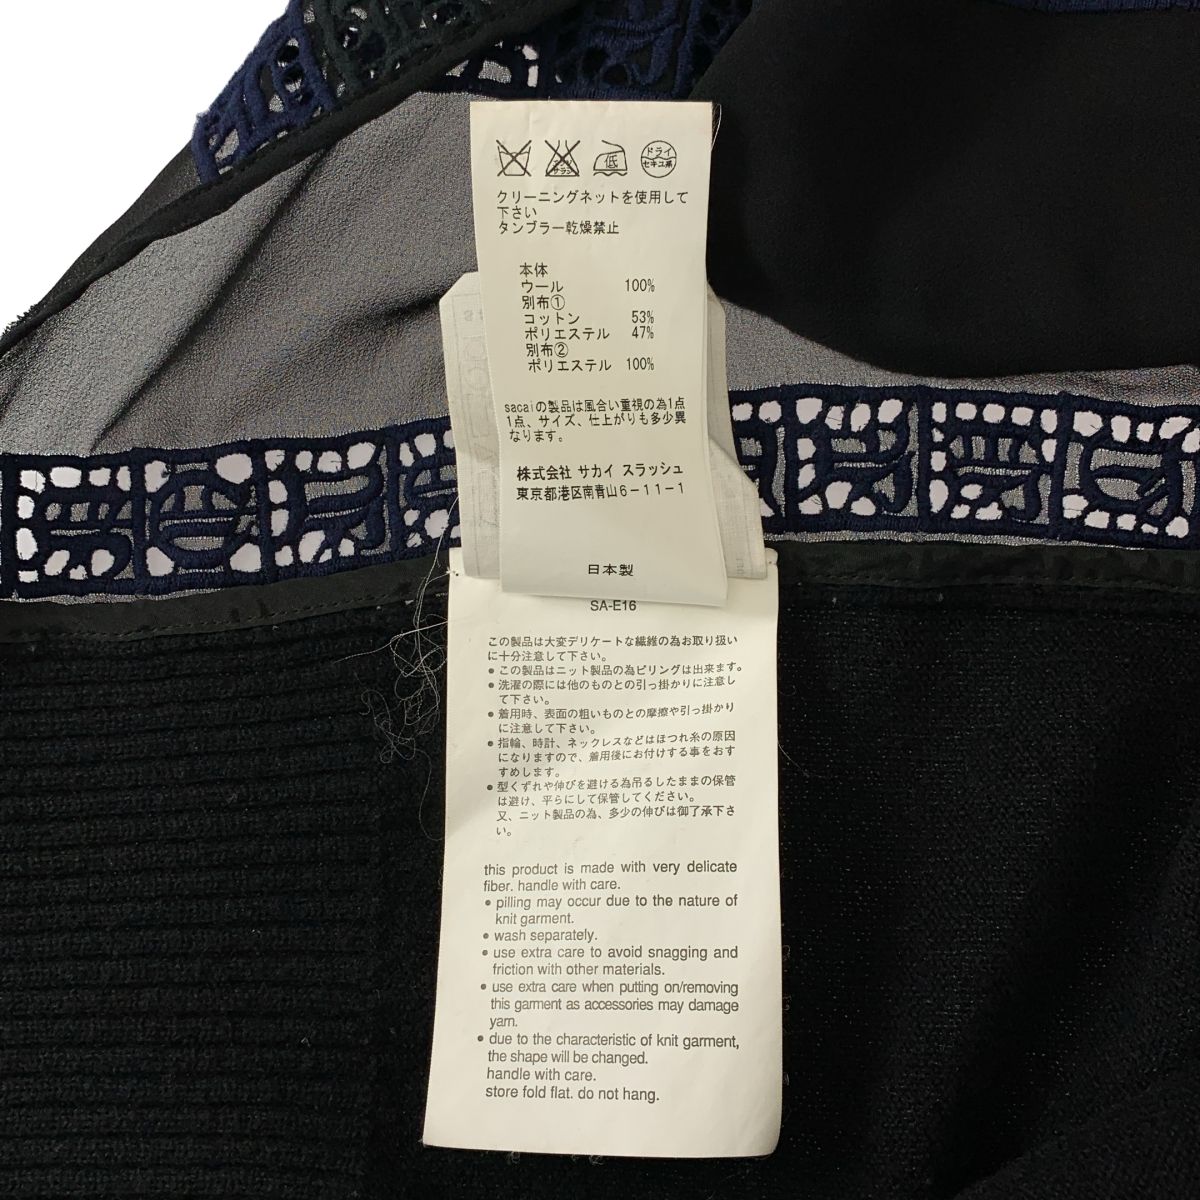 サラシ
低
ドライ
セキユ系
クリーニングネットを使用して
下さい
タンブラー乾燥禁止
本体
ウール 100%
別布①
コットン 53%
ポリエステル 47%
別布②
ポリエステル 100%
sacaiの製品は風合い重視の為1点
1点、サイズ、仕上がりも多少異
なります。
株式会社 サカイ スラッシュ
東京都港区南青山6-11-1
日本製
SA-E16
この製品は大変デリケートな繊維の為お取り扱い
に十分注意して下さい。
● この製品はニット製品の為ピリングは出来ます。
● 洗濯の際には他のものとの引っ掛かりに注意し
て下さい。
● 着用時、表面の粗いものとの摩擦や引っ掛かり
に注意して下さい。
● 指輪、時計、ネックレスなどはほつれ糸の原因
になりますので、着用後にお付けする事をおす
すめします。
● 型くずれや伸びを避ける為吊るしたままの保管
は避け、平らにして保管してください。
又、ニット製品の為、多少の伸びは御了承下さ
い。
this product is made with very delicate
fiber. handle with care.
● pilling may occur due to the nature of
knit garment.
● wash separately.
● use extra care to avoid snagging and
friction with other materials.
● use extra care when putting on/removing
this garment as accessories may damage
yarn.
● due to the characteristic of knit garment,
the shape will be changed.
handle with care.
store fold flat. do not hang.